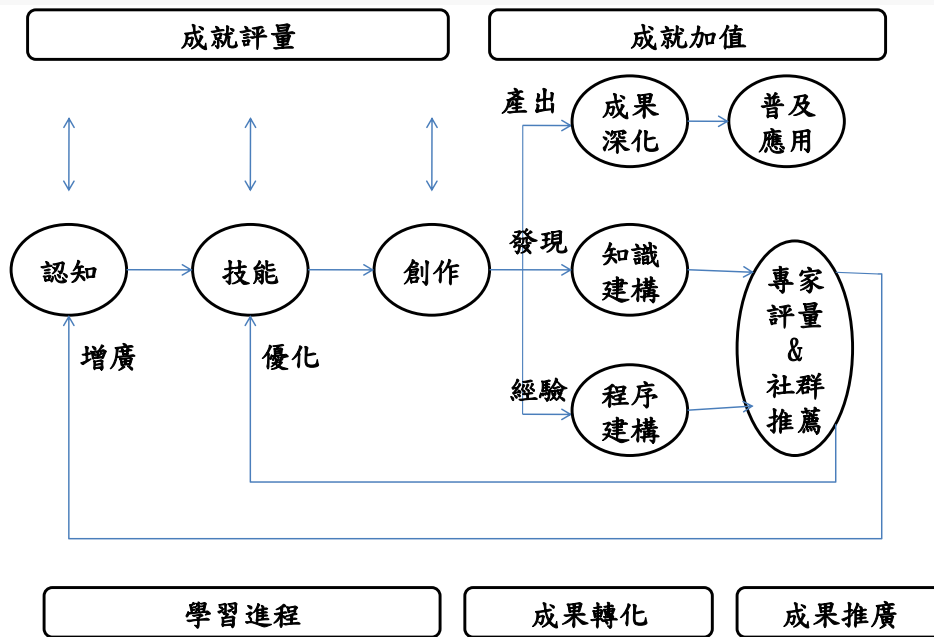 成就評量
成就加值
產出
成果
深化
普及
應用
認知
技能
創作
發現
知識
建構
專家
評量
&
社群
推薦
增廣
優化
經驗
程序
建構
學習進程
成果轉化
成果推廣